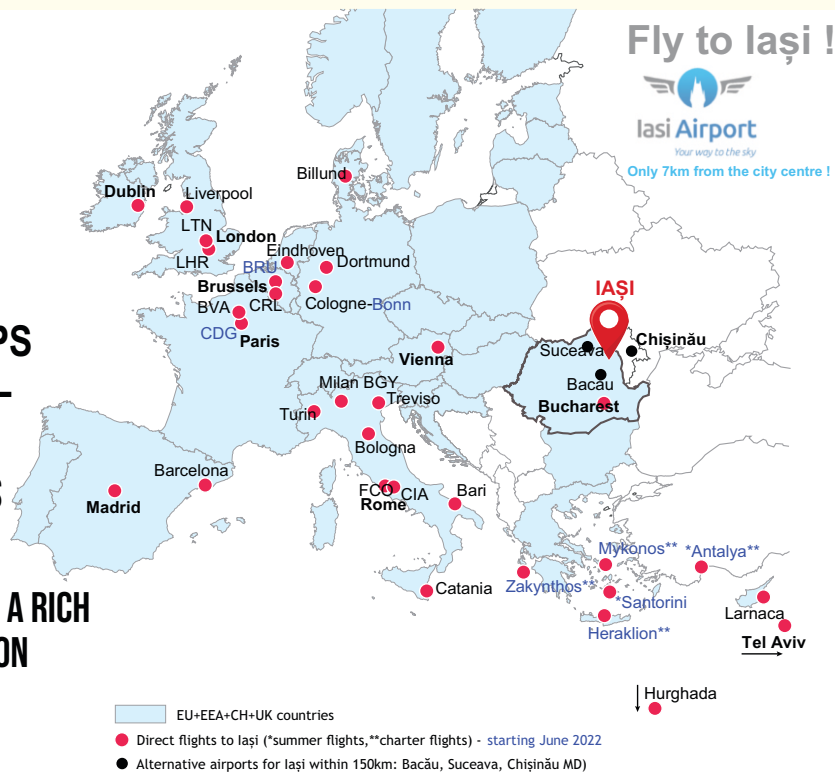 Fly to Iași !
Iasi Airport
Your way to the sky
Only 7km from the city centre !
Billund
Dublin
Liverpool
LTN
London
LHR
Eindhoven
BRU
Dortmund
Brussels
BVA
CRL
Cologne-Bonn
CDG
Paris
IAȘI
Suceava
Chișinău
Vienna
Bacău
Bucharest
Milan BGY
Treviso
Turin
Bologna
Barcelona
Madrid
FCO
CIA
Rome
Bari
Catania
Mykonos**
*Antalya**
Zakynthos**
*Santorini
Heraklion**
Larnaca
Tel Aviv
Hurghada
PS
S
A RICH
ON
EU+EEA+CH+UK countries
Direct flights to Iași (*summer flights,**charter flights) - starting June 2022
Alternative airports for Iași within 150km: Bacău, Suceava, Chișinău MD)